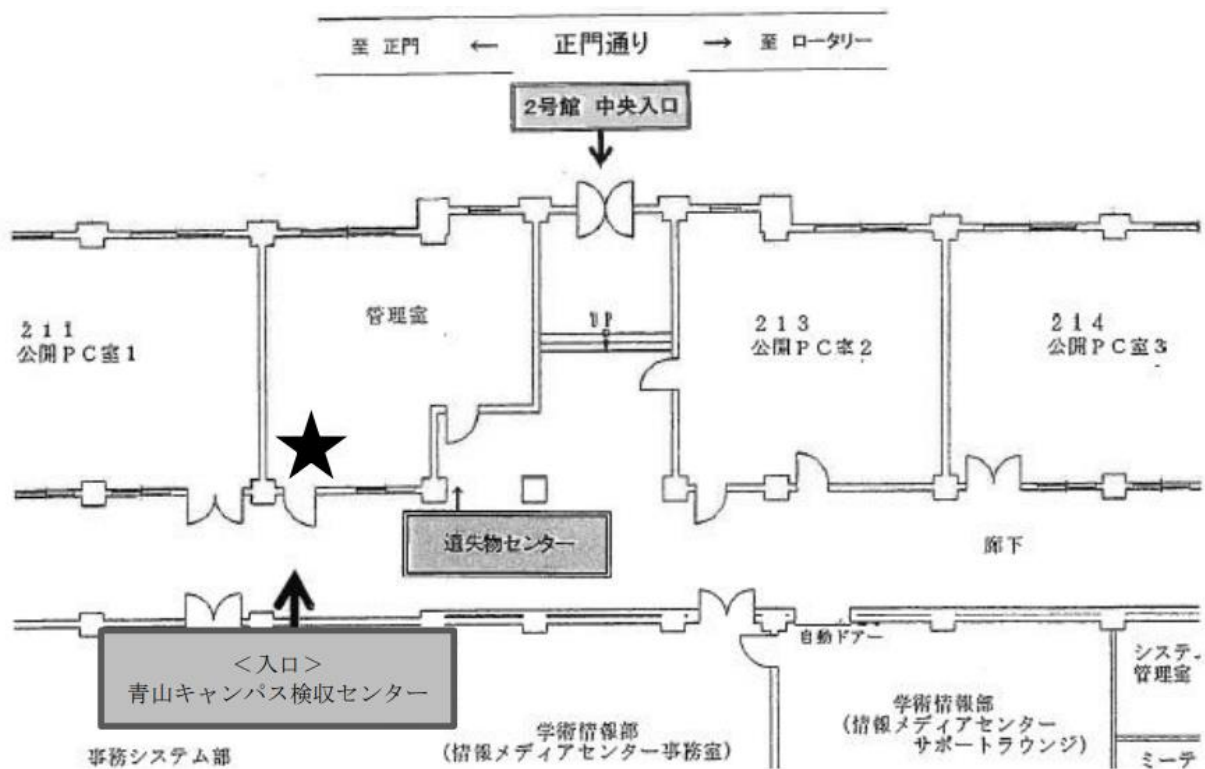 至 正門 ← 正門通り → 至 ロータリー
2号館 中央入口
管理室
UP
211
公開PC室1
213
公開PC室2
214
公開PC室3
遺失物センター
廊下
自動ドアー
<入口>
青山キャンパス検収センター
システ
管理室
学術情報部
(情報メディアセンター
サポートラウンジ)
学術情報部
(情報メディアセンター事務室)
事務システム部
ミーテ